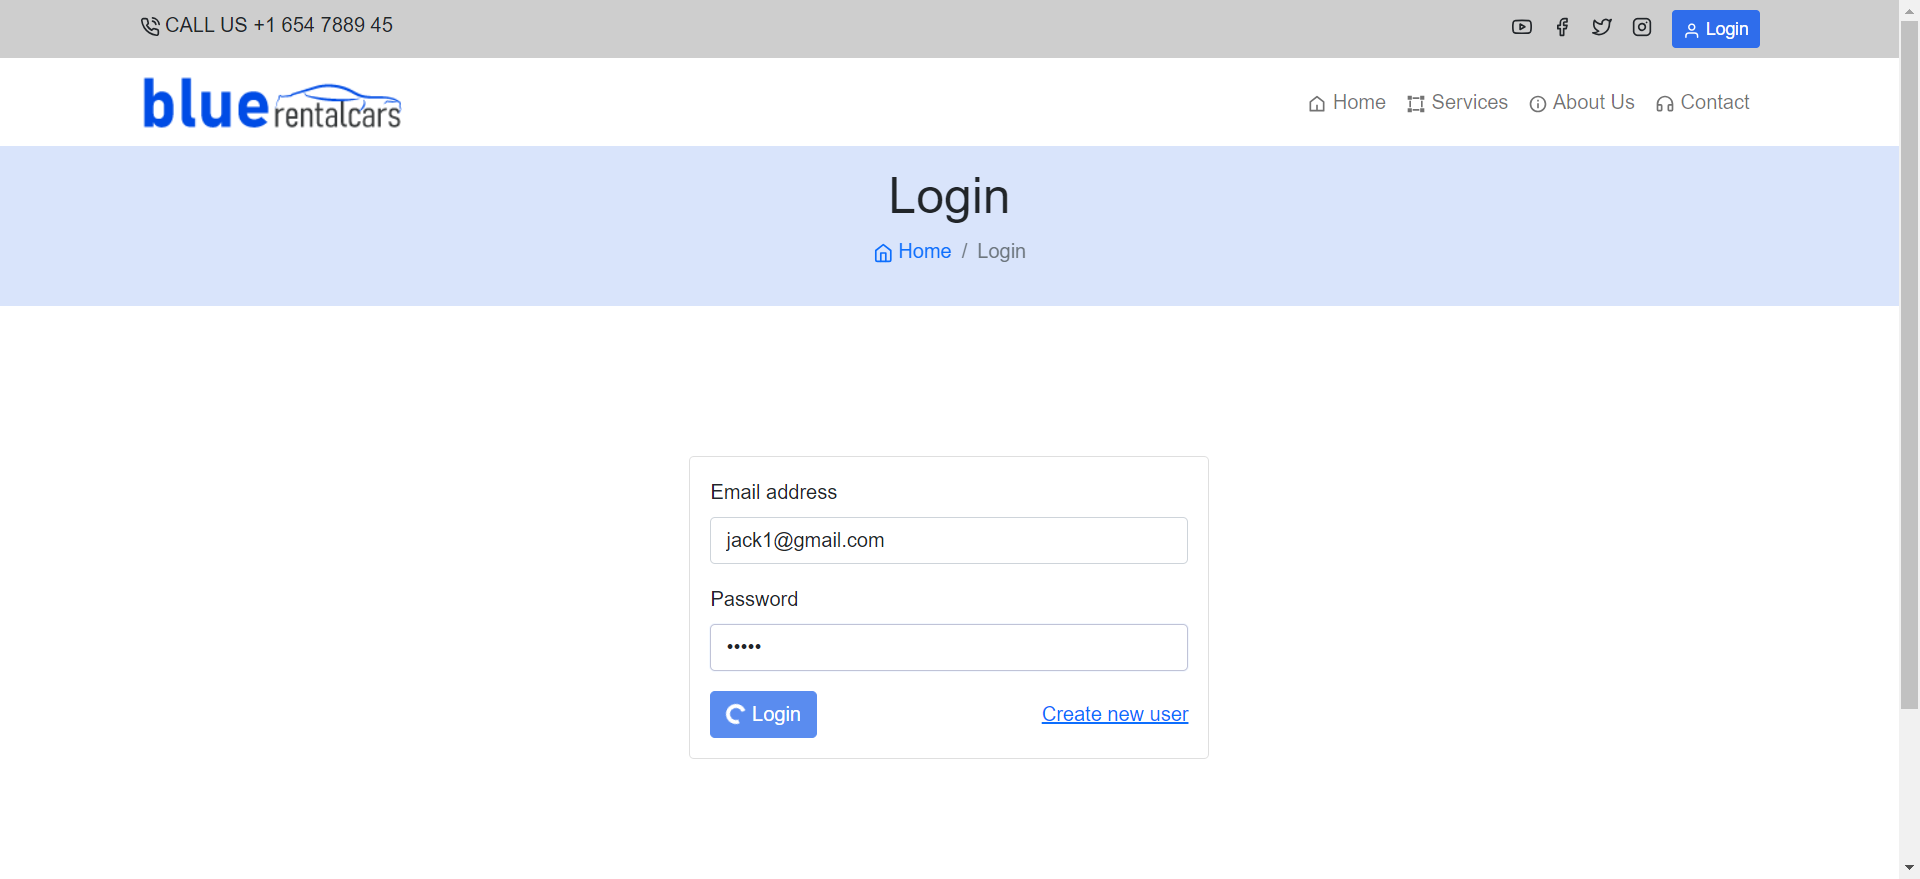 CALL US +1 654 7889 45
Login
blue rentalcars
Home Services About Us Contact
Login
Home / Login
Email address
jack1@gmail.com
Password
•••••
Login
Create new user